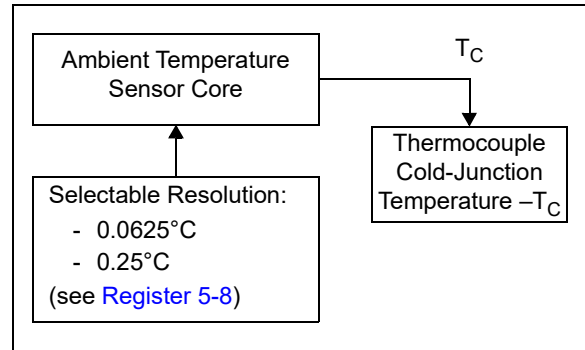 Ambient Temperature
Sensor Core
T_C
Thermocouple
Cold-Junction
Temperature –T_C
Selectable Resolution:
- 0.0625°C
- 0.25°C
(see Register 5-8)